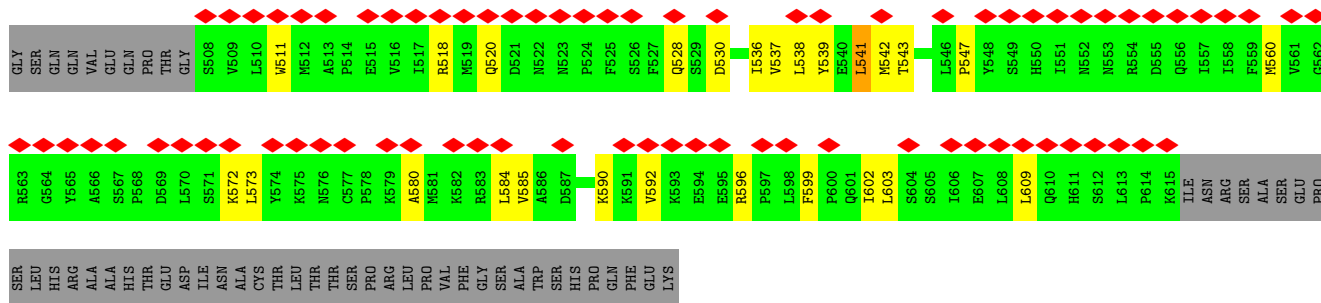 GLY SER GLN GLN VAL GLU GLN PRO THR GLY S508 V509 L510 W511 M512 A513 P514 E515 V516 I517 R518 M519 Q520 D521 N522 N523 P524 F525 S526 F527 Q528 S529 D530 I536 V537 L538 Y539 E540 L541 M542 T543 L546 P547 Y548 S549 H550 I551 N552 N553 R554 D555 Q556 I557 I558 F559 M560 V561 G562
R563 G564 Y565 A566 S567 P568 D569 L570 S571 K572 L573 Y574 K575 N576 C577 P578 K579 A580 M581 K582 R583 L584 V585 A586 D587 K590 K591 V592 K593 E594 E595 R596 P597 L598 F599 P600 Q601 I602 L603 S604 S605 I606 E607 L608 L609 Q610 H611 S612 L613 P614 K615 ILE ASN ARG SER ALA SER GLU PRO
SER LEU HIS ARG ALA ALA HIS THR GLU ASP ILE ASN ALA CYS THR LEU THR THR SER PRO ARG LEU PRO VAL PHE GLY SER ALA TRP SER HIS PRO GLN PHE GLU LYS